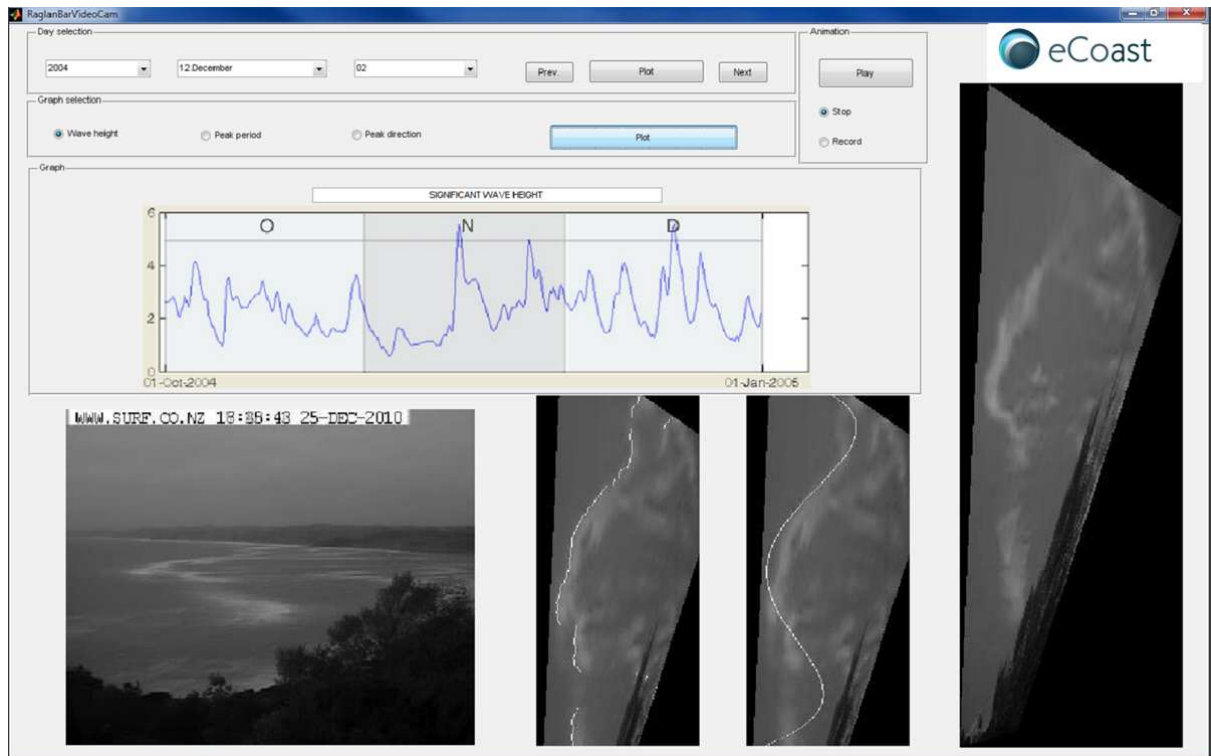 RaglanBarVideoCam
eCoast
Day selection
2004
12.December
02
Prev.
Plot
Next
Animation
Play
Stop
Record
Graph selection
Wave height
Peak period
Peak direction
Plot
Graph
SIGNIFICANT WAVE HEIGHT
6
4
2
0
O
N
D
01-Oct-2004
01-Jan-2005
WWW.SURF.CO.NZ 18:38:43 25-DEC-2010